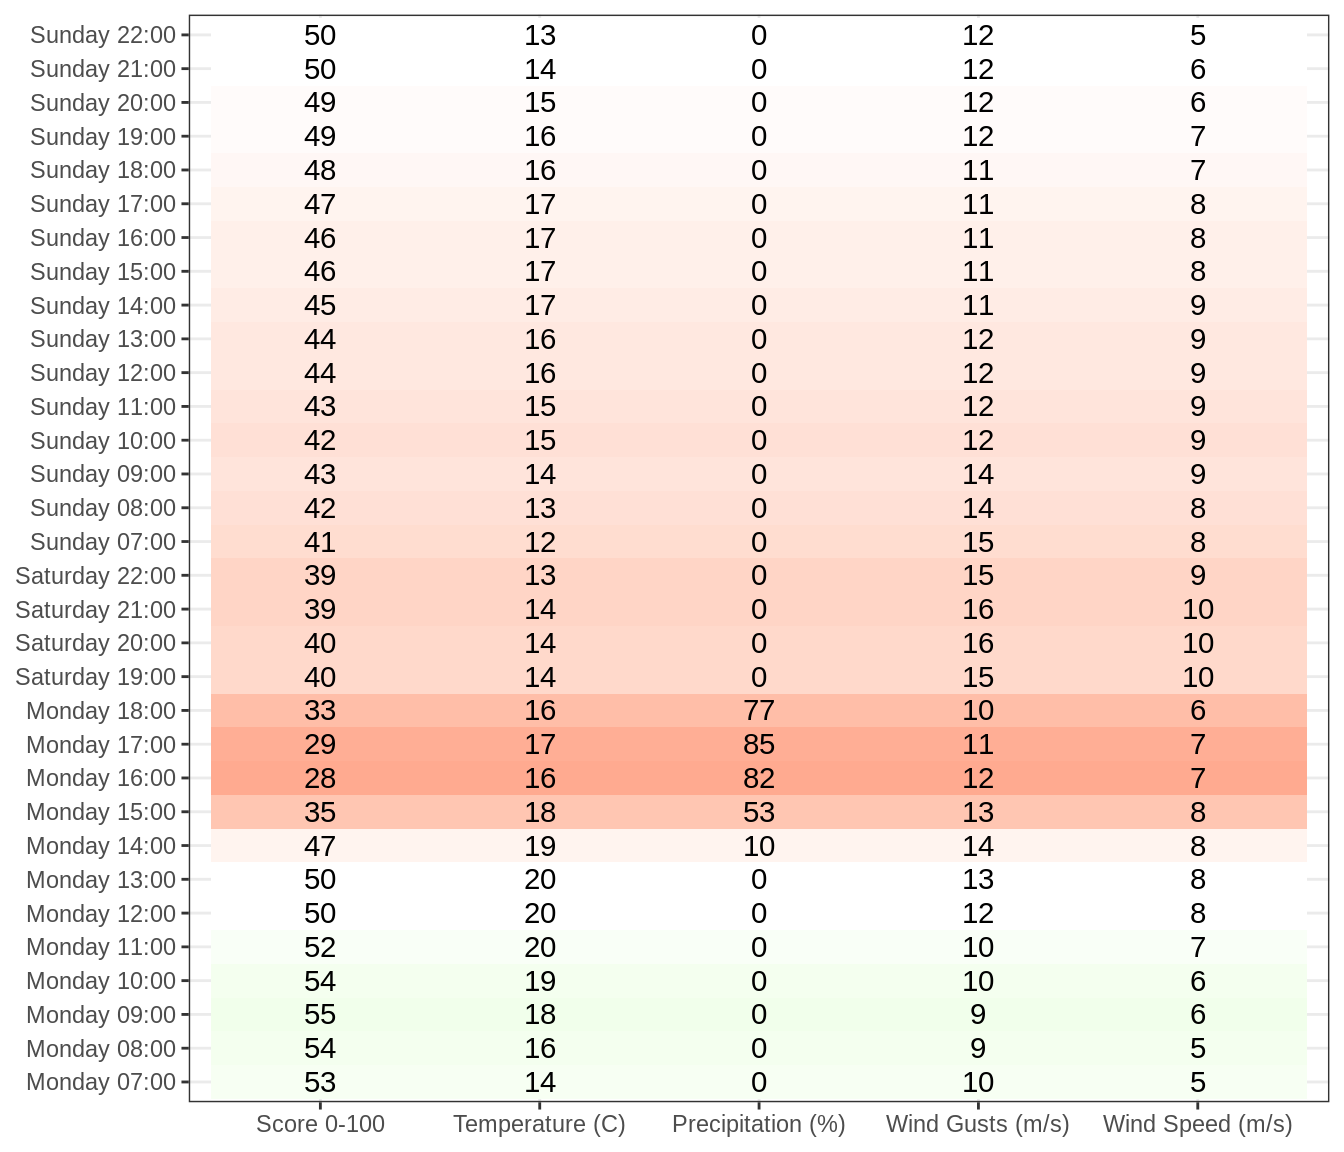 Sunday 22:00 50 13 0 12 5
Sunday 21:00 50 14 0 12 6
Sunday 20:00 49 15 0 12 6
Sunday 19:00 49 16 0 12 7
Sunday 18:00 48 16 0 11 7
Sunday 17:00 47 17 0 11 8
Sunday 16:00 46 17 0 11 8
Sunday 15:00 46 17 0 11 8
Sunday 14:00 45 17 0 11 9
Sunday 13:00 44 16 0 12 9
Sunday 12:00 44 16 0 12 9
Sunday 11:00 43 15 0 12 9
Sunday 10:00 42 15 0 12 9
Sunday 09:00 43 14 0 14 9
Sunday 08:00 42 13 0 14 8
Sunday 07:00 41 12 0 15 8
Saturday 22:00 39 13 0 15 9
Saturday 21:00 39 14 0 16 10
Saturday 20:00 40 14 0 16 10
Saturday 19:00 40 14 0 15 10
Monday 18:00 33 16 77 10 6
Monday 17:00 29 17 85 11 7
Monday 16:00 28 16 82 12 7
Monday 15:00 35 18 53 13 8
Monday 14:00 47 19 10 14 8
Monday 13:00 50 20 0 13 8
Monday 12:00 50 20 0 12 8
Monday 11:00 52 20 0 10 7
Monday 10:00 54 19 0 10 6
Monday 09:00 55 18 0 9 6
Monday 08:00 54 16 0 9 5
Monday 07:00 53 14 0 10 5
Score 0-100 Temperature (C) Precipitation (%) Wind Gusts (m/s) Wind Speed (m/s)